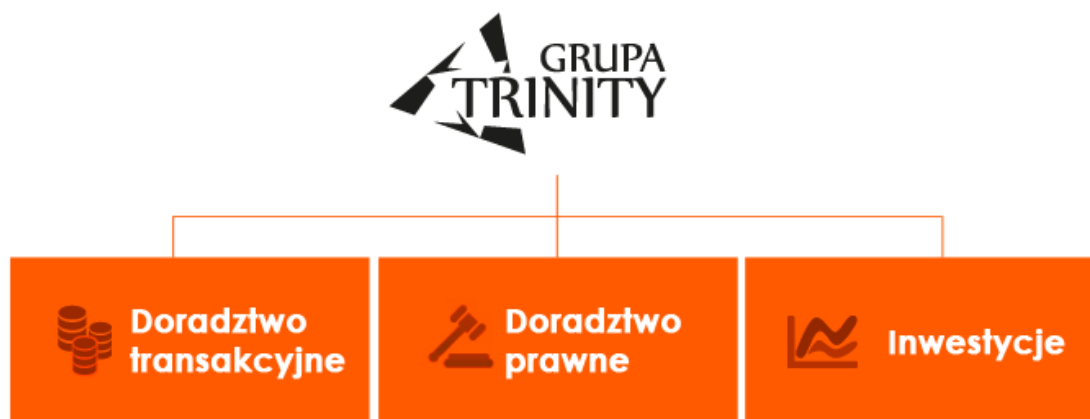 GRUPA
TRINITY
Doradztwo
transakcyjne
Doradztwo
prawne
Inwestycje